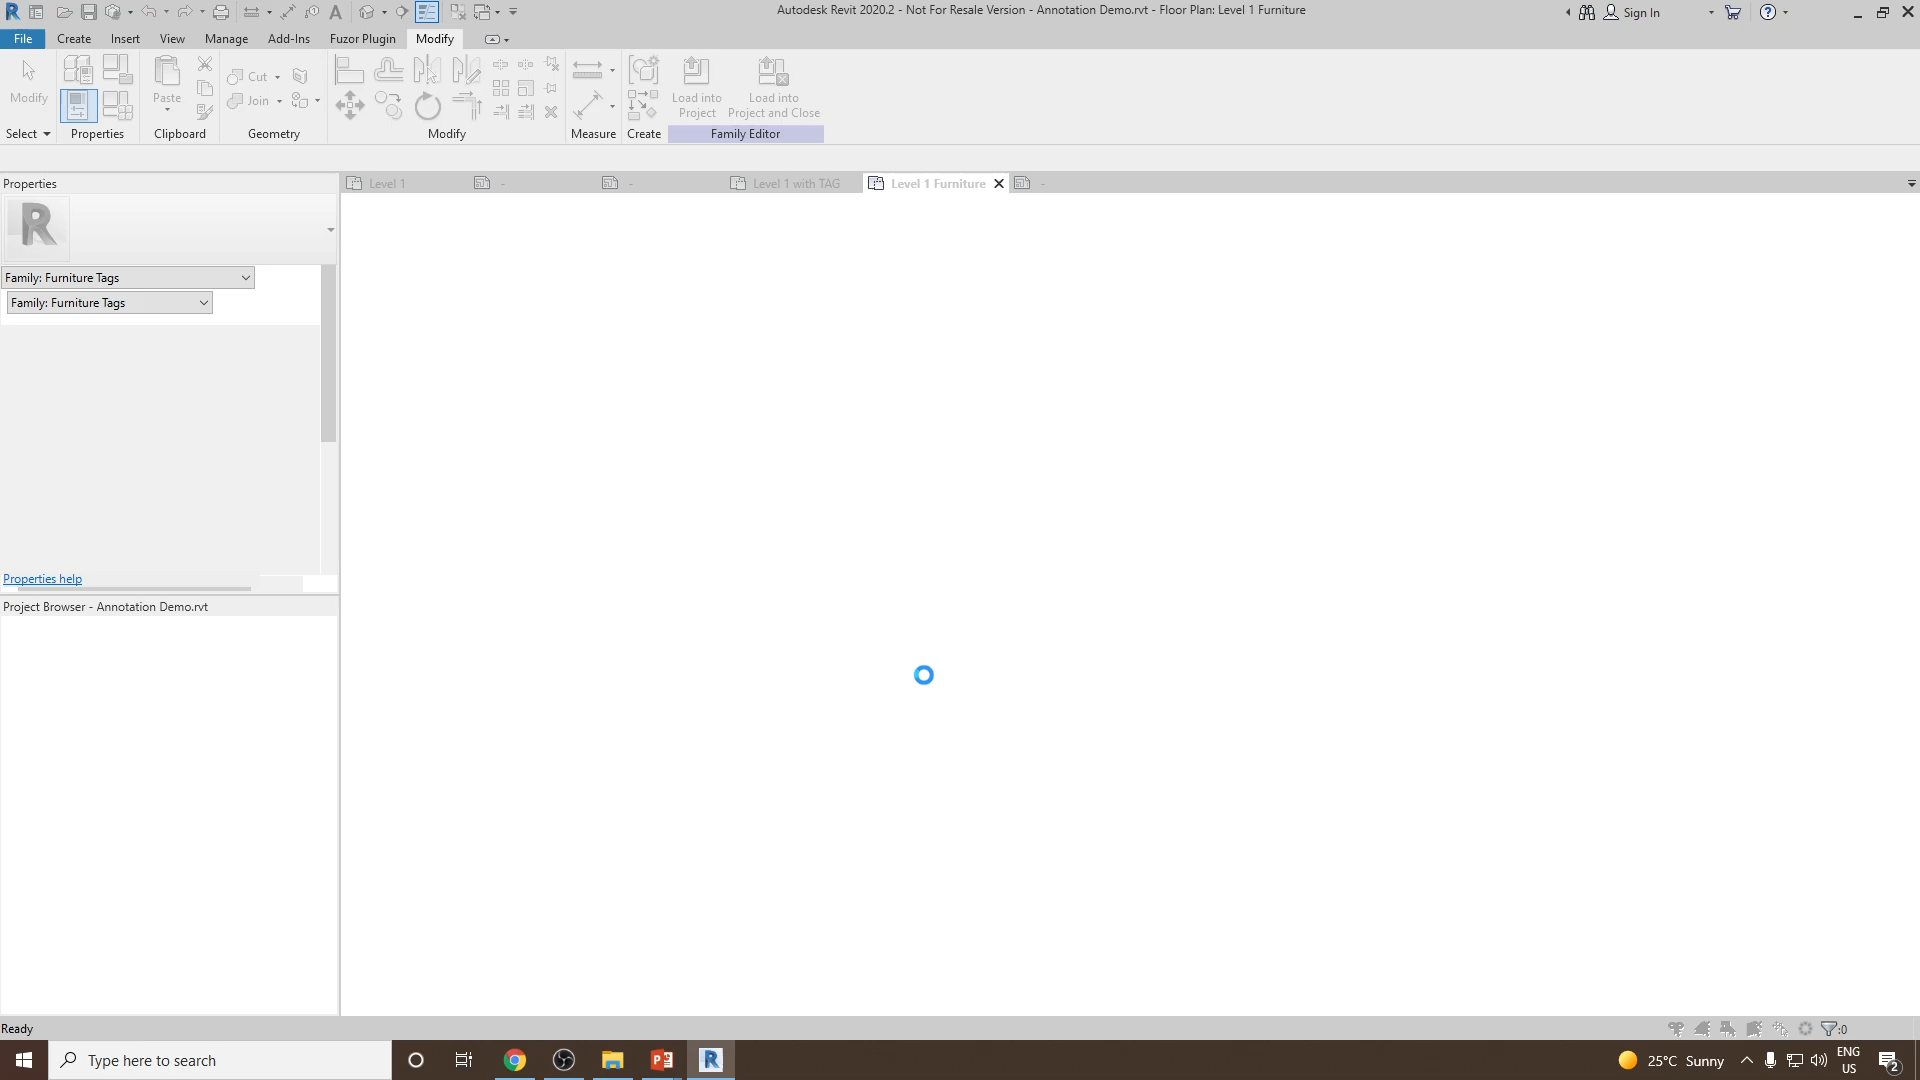 Autodesk Revit 2020.2 - Not For Resale Version - Annotation Demo.rvt - Floor Plan: Level 1 Furniture
Sign In
File Create Insert View Manage Add-Ins Fuzor Plugin Modify
Modify
Paste
Cut
Join
Load into
Project
Load into
Project and Close
Select Properties Clipboard Geometry Modify Measure Create Family Editor
Properties
Level 1
-
-
Level 1 with TAG
Level 1 Furniture
-
Family: Furniture Tags
Family: Furniture Tags
Properties help
Project Browser - Annotation Demo.rvt
Ready
:0
Type here to search
25°C Sunny
ENG
US
2